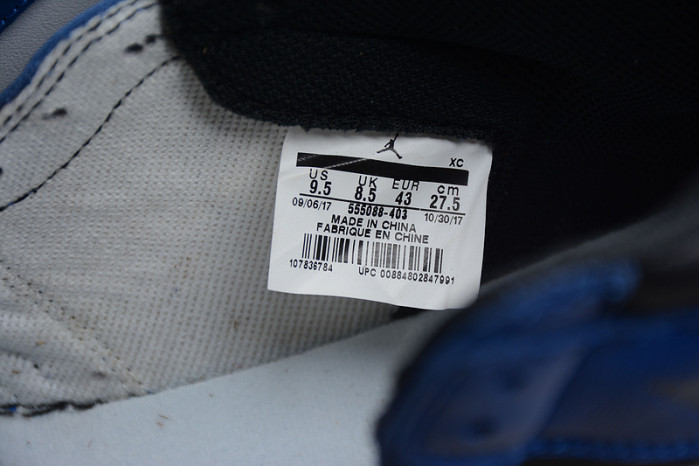 XC
US UK EUR cm
9.5 8.5 43 27.5
09/06/17 555088-403 10/30/17
MADE IN CHINA
FABRIQUE EN CHINE
107836784 UPC 00884802847991